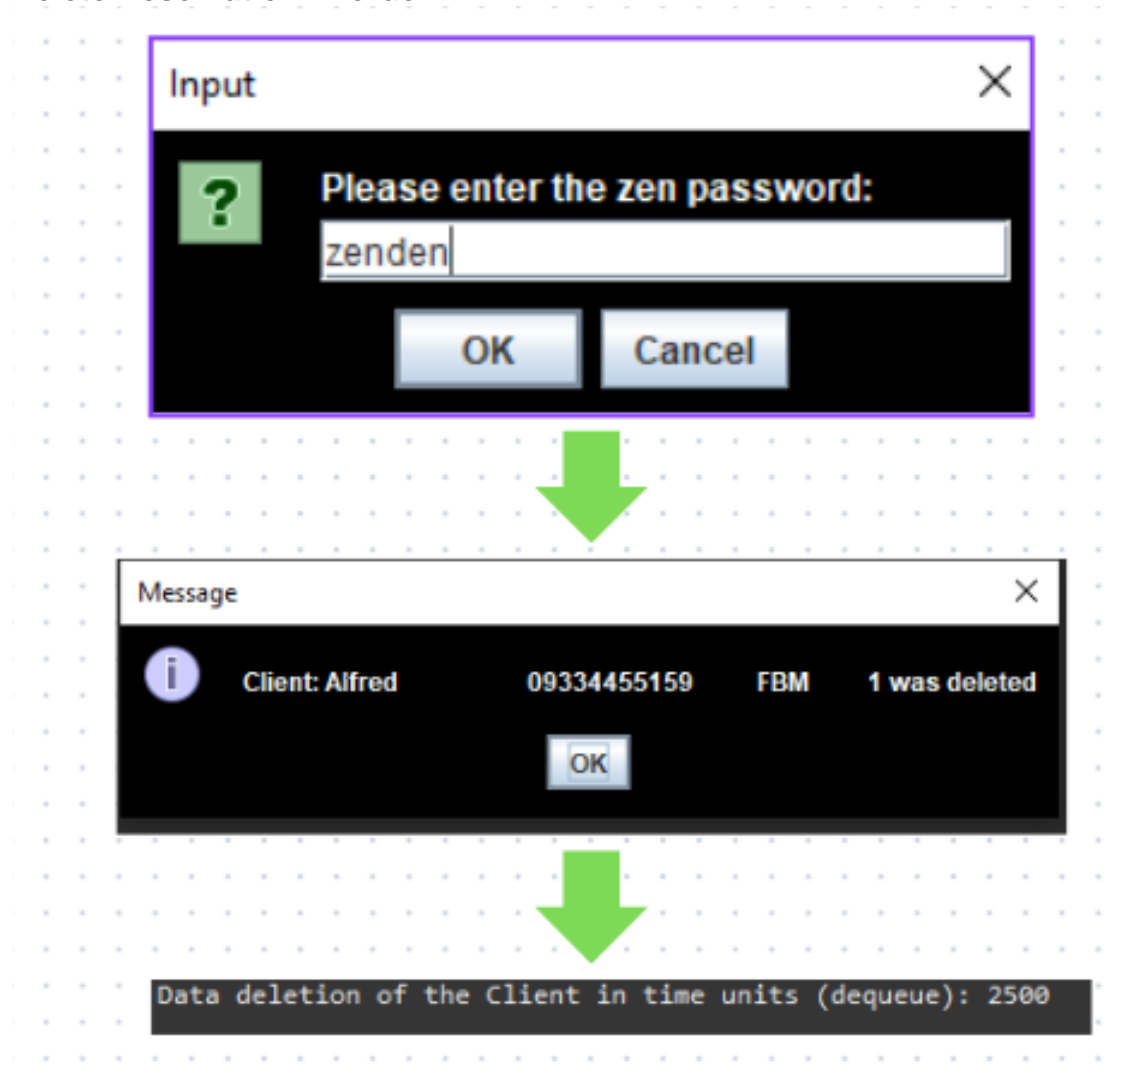 Input
Please enter the zen password:
zenden
OK Cancel
Message
Client: Alfred 09334455159 FBM 1 was deleted
OK
Data deletion of the Client in time units (dequeue): 2500